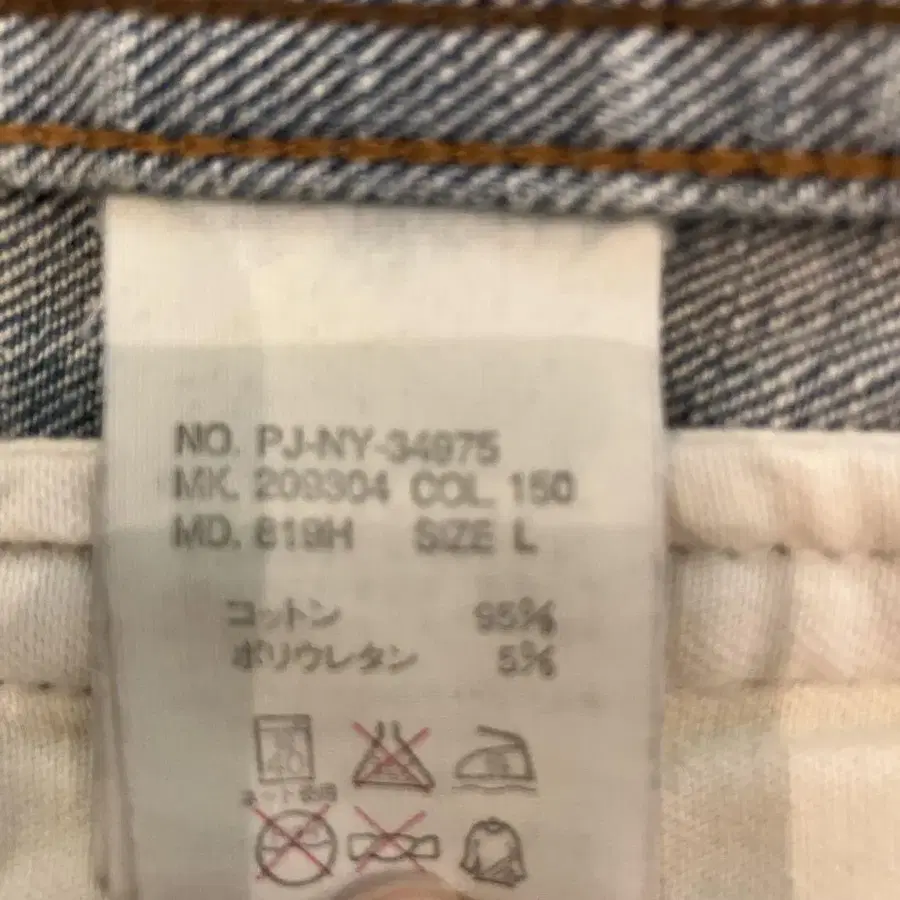 NO. PJ-NY-34975
MK. 209304 COL 150
MD. 819H SIZE L
コットン 95%
ポリウレタン 5%
40